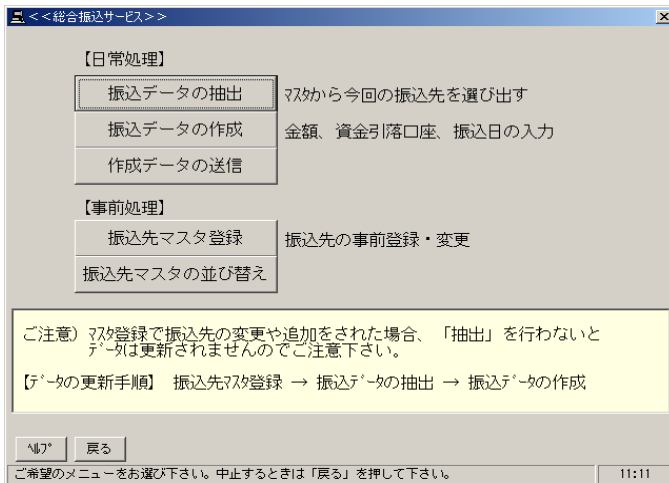 <<総合振込サービス>>
【日常処理】
振込データの抽出 ﾏｽﾀから今回の振込先を選び出す
振込データの作成 金額、資金引落口座、振込日の入力
作成データの送信
【事前処理】
振込先マスタ登録 振込先の事前登録・変更
振込先マスタの並び替え
ご注意) ﾏｽﾀ登録で振込先の変更や追加をされた場合、「抽出」を行わないと
ﾃﾞｰﾀは更新されませんのでご注意下さい。
【ﾃﾞｰﾀの更新手順】 振込先ﾏｽﾀ登録 → 振込ﾃﾞｰﾀの抽出 → 振込ﾃﾞｰﾀの作成
ﾍﾙﾌﾟ 戻る
ご希望のメニューをお選び下さい。中止するときは「戻る」を押して下さい。 11:11